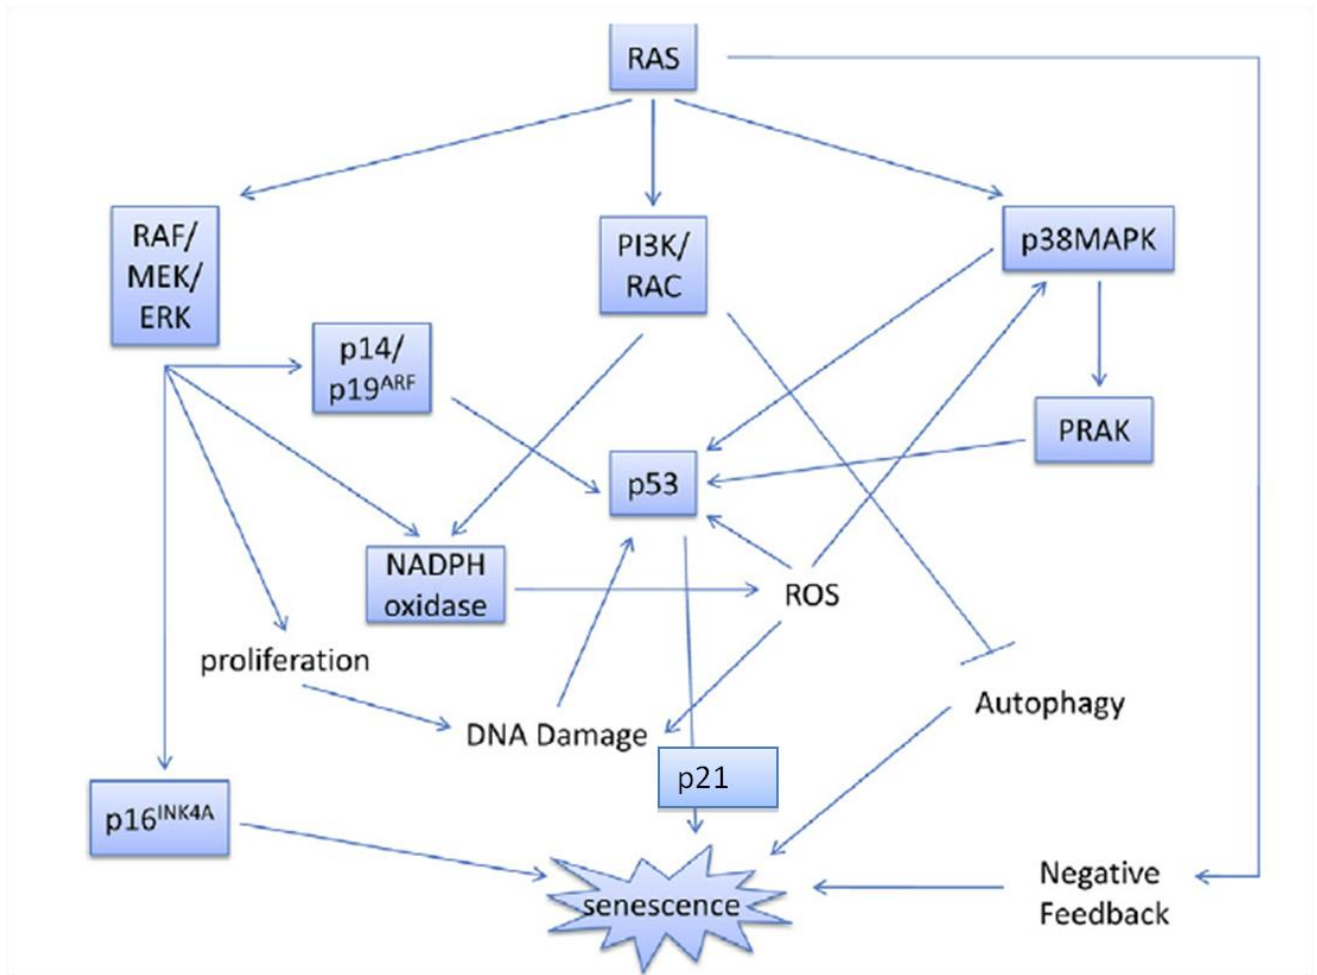 RAS
RAF/
MEK/
ERK
PI3K/
RAC
p38MAPK
p14/
p19ARF
PRAK
p53
NADPH
oxidase
ROS
proliferation
DNA Damage
Autophagy
p21
p16INK4A
senescence
Negative
Feedback